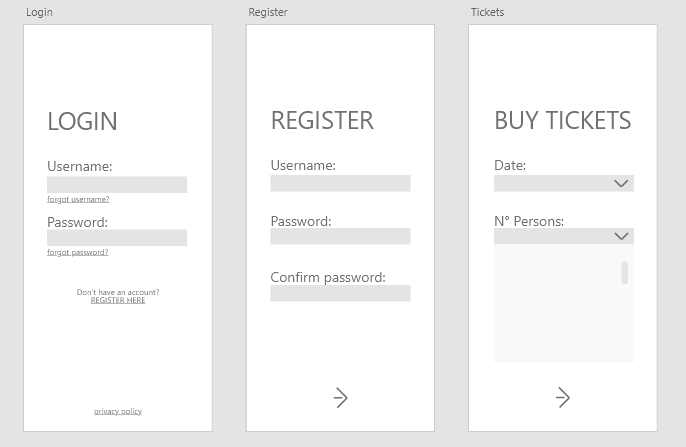 Login
LOGIN
Username:
forgot username?
Password:
forgot password?
Don't have an account?
REGISTER HERE
privacy policy
Register
REGISTER
Username:
Password:
Confirm password:
Tickets
BUY TICKETS
Date:
N° Persons: